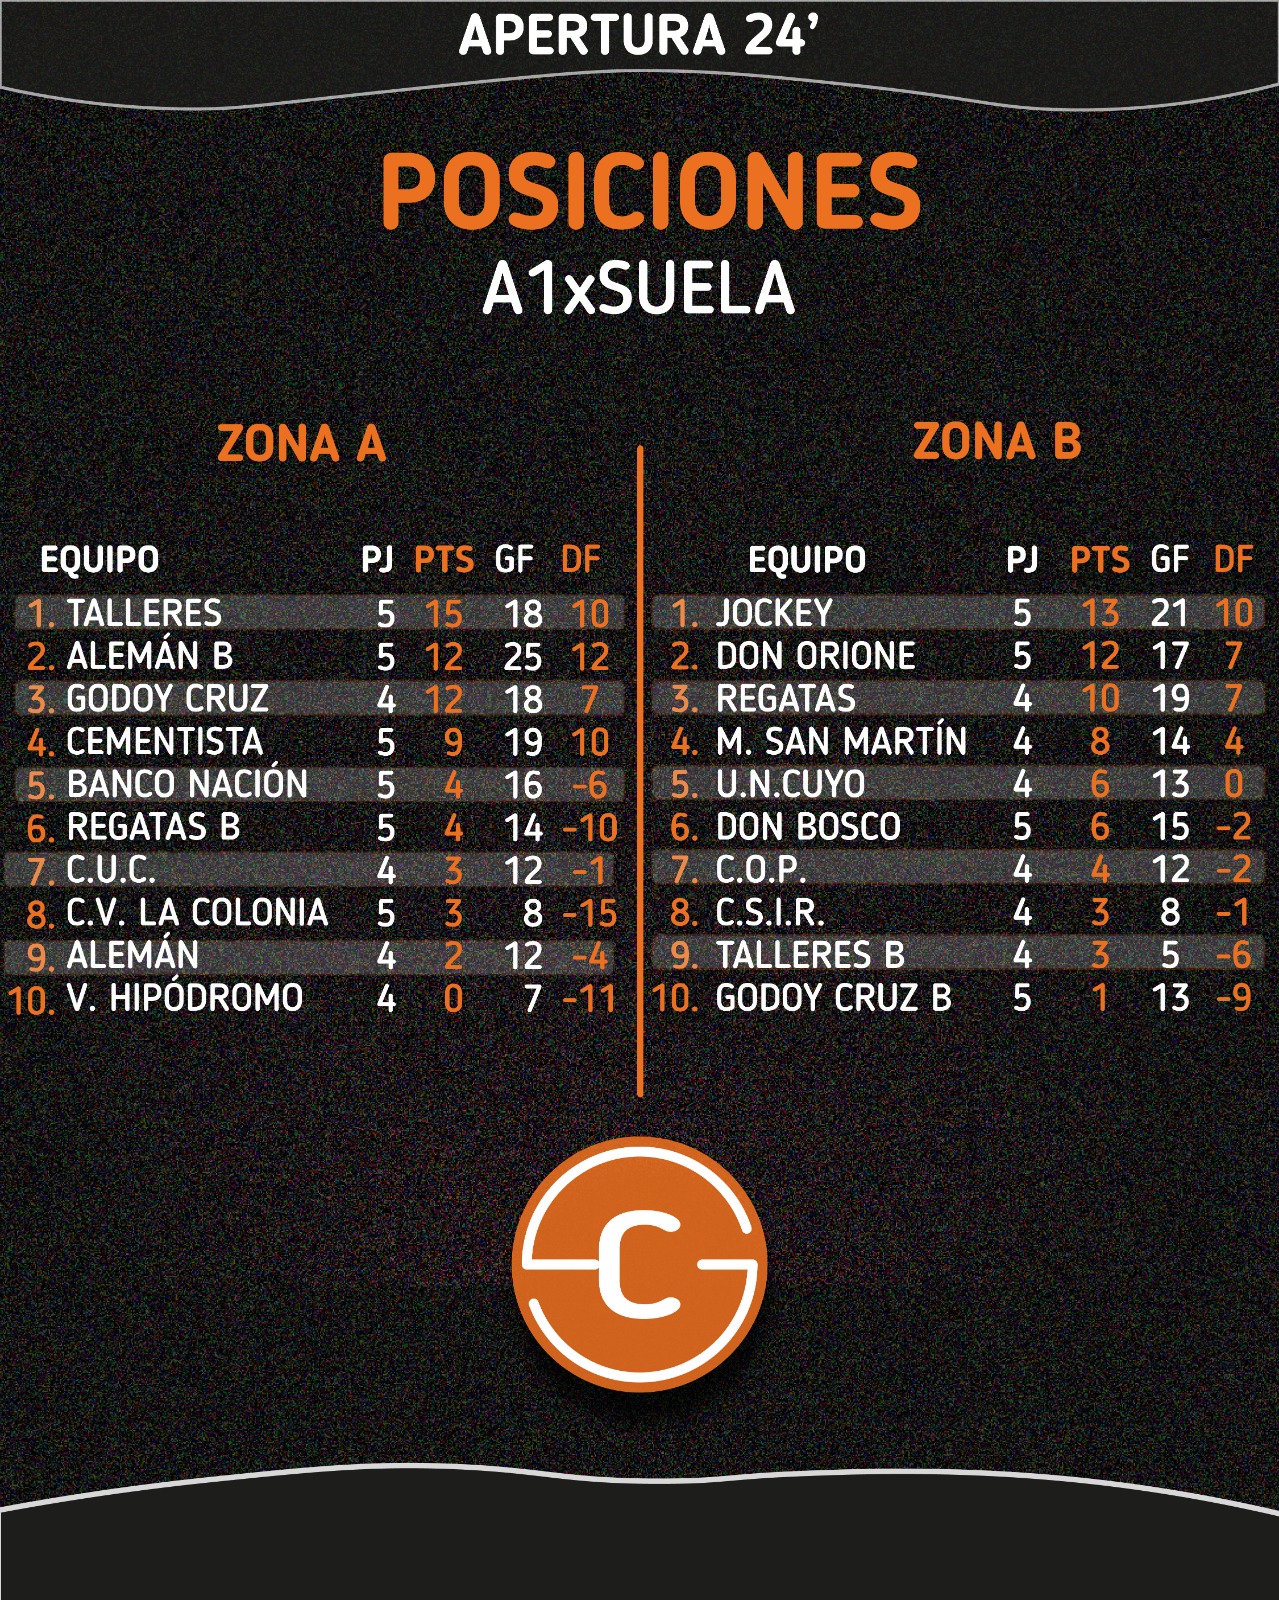 APERTURA 24’
POSICIONES
A1xSUELA
ZONA A
EQUIPO PJ PTS GF DF
1. TALLERES 5 15 18 10
2. ALEMÁN B 5 12 25 12
3. GODOY CRUZ 4 12 18 7
4. CEMENTISTA 5 9 19 10
5. BANCO NACIÓN 5 4 16 -6
6. REGATAS B 5 4 14 -10
7. C.U.C. 4 3 12 -1
8. C.V. LA COLONIA 5 3 8 -15
9. ALEMÁN 4 2 12 -4
10. V. HIPÓDROMO 4 0 7 -11
ZONA B
EQUIPO PJ PTS GF DF
1. JOCKEY 5 13 21 10
2. DON ORIONE 5 12 17 7
3. REGATAS 4 10 19 7
4. M. SAN MARTÍN 4 8 14 4
5. U.N.CUYO 4 6 13 0
6. DON BOSCO 5 6 15 -2
7. C.O.P. 4 4 12 -2
8. C.S.I.R. 4 3 8 -1
9. TALLERES B 4 3 5 -6
10. GODOY CRUZ B 5 1 13 -9
C